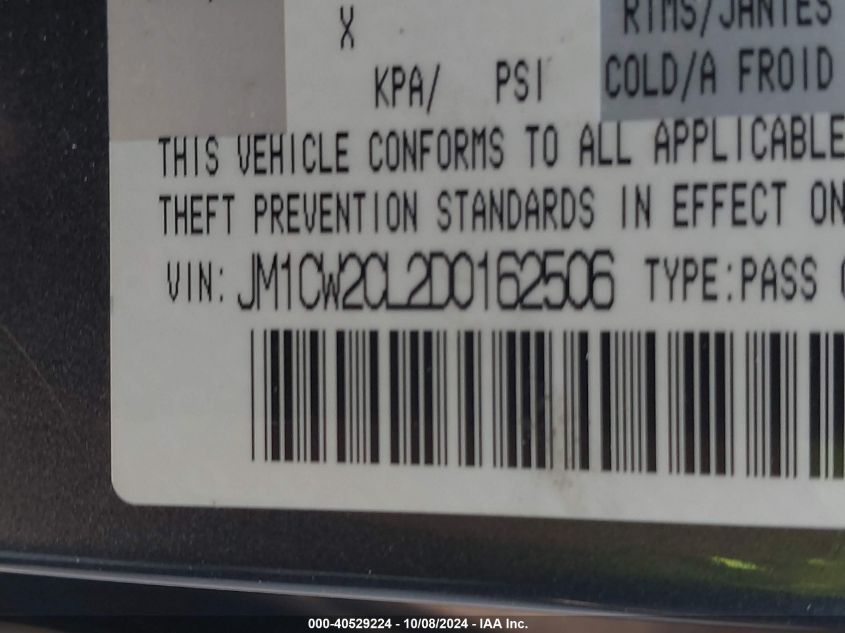 X
RIMS/JANTES
KPA/ PSI COLD/A FROID
THIS VEHICLE CONFORMS TO ALL APPLICABLE
THEFT PREVENTION STANDARDS IN EFFECT ON
VIN: JM1CW2CL2D0162506 TYPE:PASS
000-40529224 - 10/08/2024 - IAA Inc.